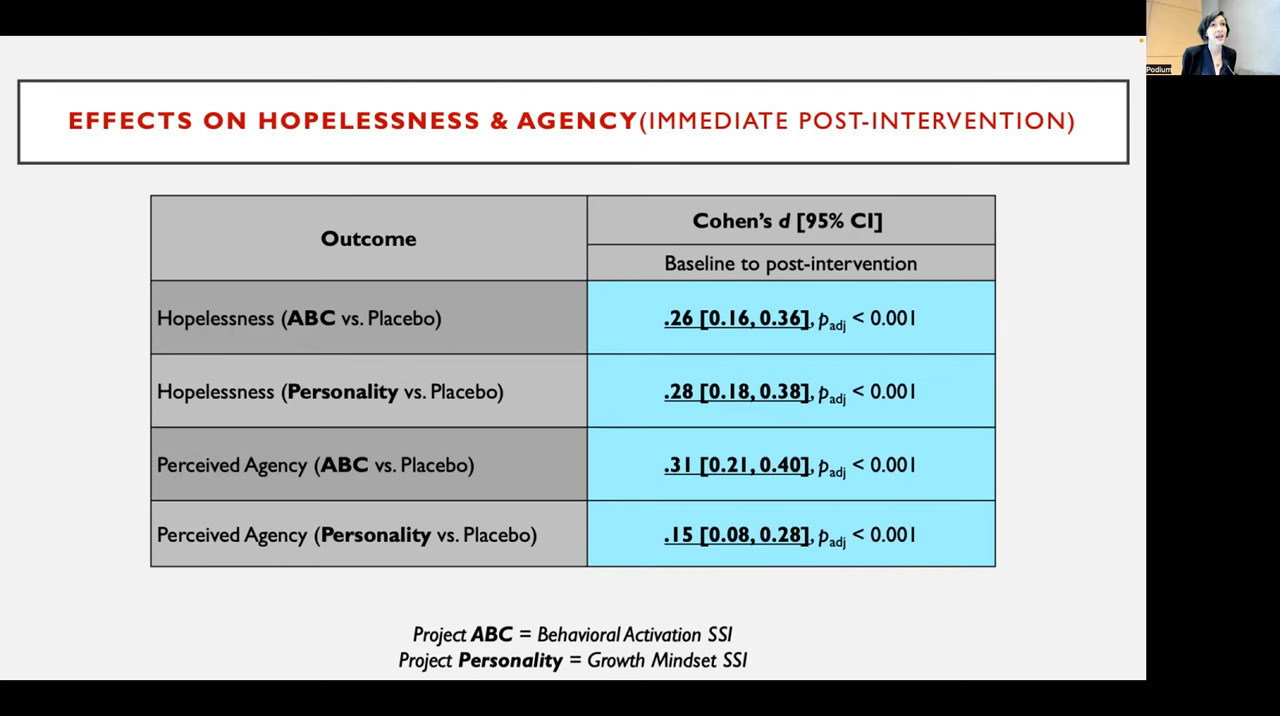 Podium
EFFECTS ON HOPELESSNESS & AGENCY(IMMEDIATE POST-INTERVENTION)
Outcome
Cohen's d [95% CI]
Baseline to post-intervention
Hopelessness (ABC vs. Placebo)
.26 [0.16, 0.36], padj < 0.001
Hopelessness (Personality vs. Placebo)
.28 [0.18, 0.38], padj < 0.001
Perceived Agency (ABC vs. Placebo)
.31 [0.21, 0.40], padj < 0.001
Perceived Agency (Personality vs. Placebo)
.15 [0.08, 0.28], padj < 0.001
Project ABC = Behavioral Activation SSI
Project Personality = Growth Mindset SSI